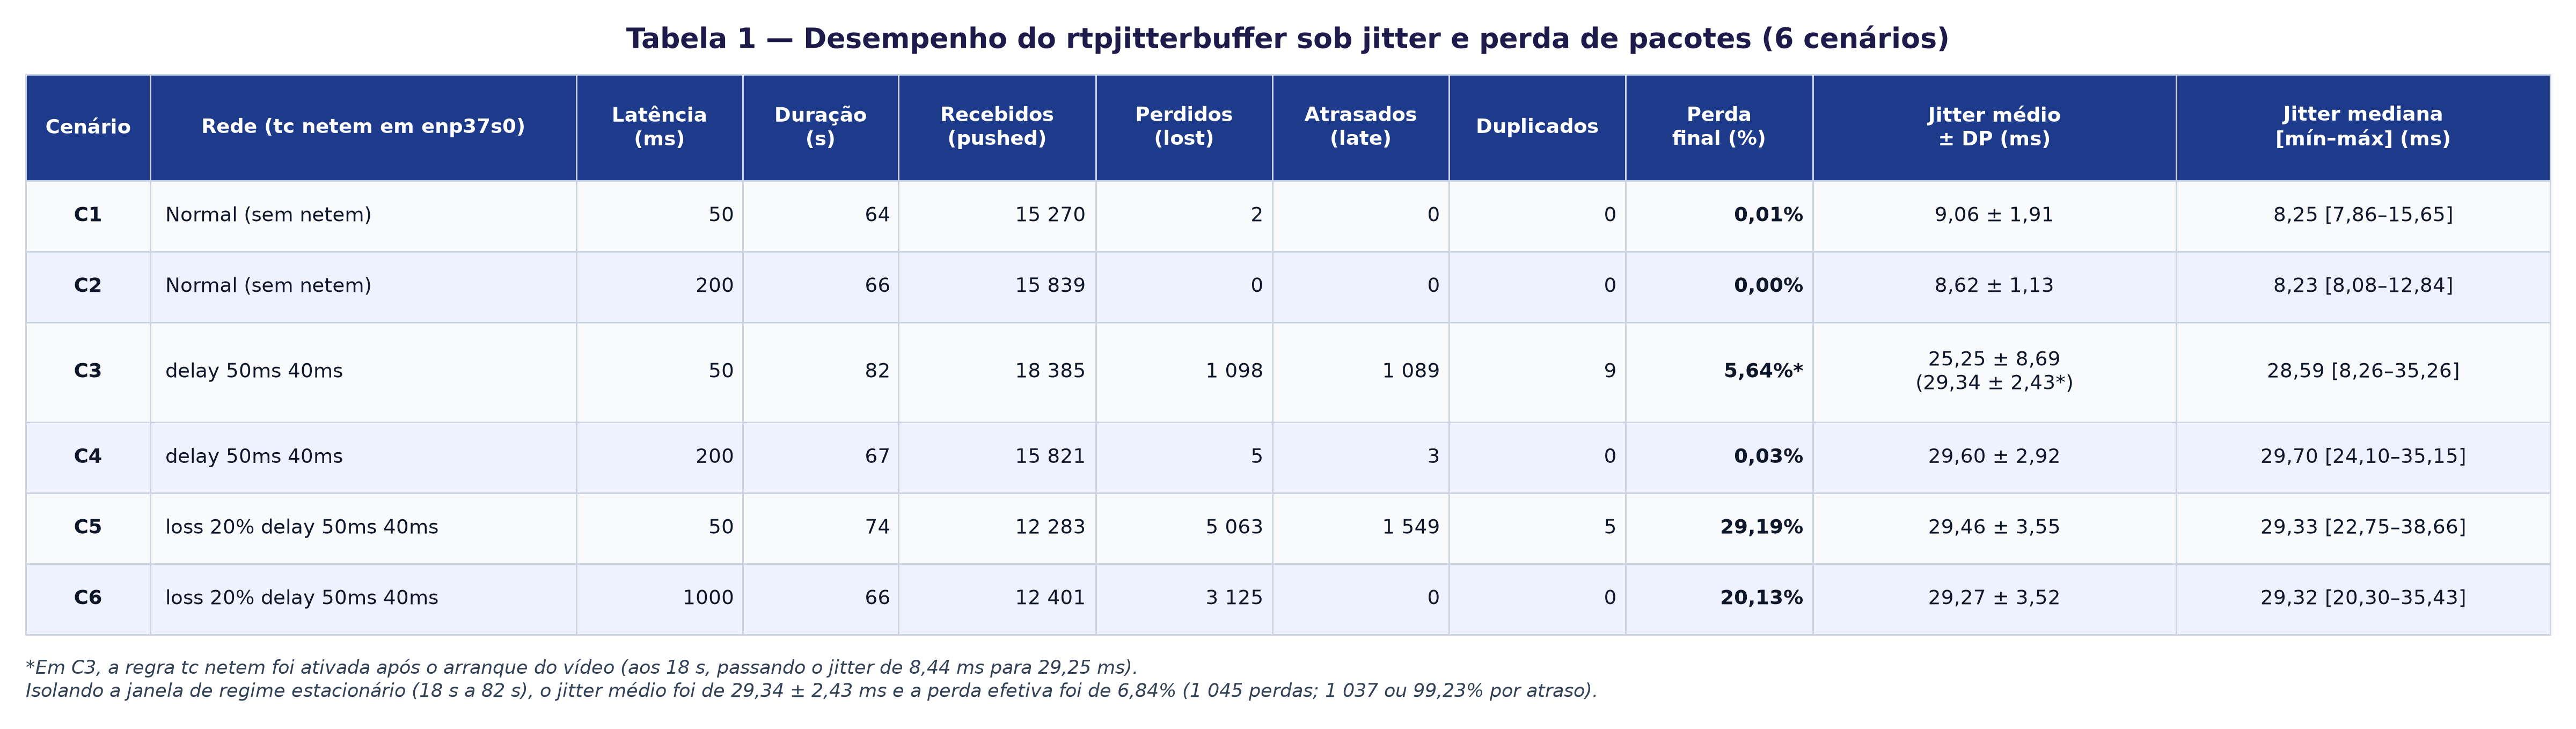 Tabela 1 — Desempenho do rtpjitterbuffer sob jitter e perda de pacotes (6 cenários)
Cenário Rede (tc netem em enp37s0) Latência (ms) Duração (s) Recebidos (pushed) Perdidos (lost) Atrasados (late) Duplicados Perda final (%) Jitter médio ± DP (ms) Jitter mediana [mín–máx] (ms)
C1 Normal (sem netem) 50 64 15 270 2 0 0 0,01% 9,06 ± 1,91 8,25 [7,86–15,65]
C2 Normal (sem netem) 200 66 15 839 0 0 0 0,00% 8,62 ± 1,13 8,23 [8,08–12,84]
C3 delay 50ms 40ms 50 82 18 385 1 098 1 089 9 5,64%* 25,25 ± 8,69 (29,34 ± 2,43*) 28,59 [8,26–35,26]
C4 delay 50ms 40ms 200 67 15 821 5 3 0 0,03% 29,60 ± 2,92 29,70 [24,10–35,15]
C5 loss 20% delay 50ms 40ms 50 74 12 283 5 063 1 549 5 29,19% 29,46 ± 3,55 29,33 [22,75–38,66]
C6 loss 20% delay 50ms 40ms 1000 66 12 401 3 125 0 0 20,13% 29,27 ± 3,52 29,32 [20,30–35,43]
*Em C3, a regra tc netem foi ativada após o arranque do vídeo (aos 18 s, passando o jitter de 8,44 ms para 29,25 ms).
Isolando a janela de regime estacionário (18 s a 82 s), o jitter médio foi de 29,34 ± 2,43 ms e a perda efetiva foi de 6,84% (1 045 perdas; 1 037 ou 99,23% por atraso).